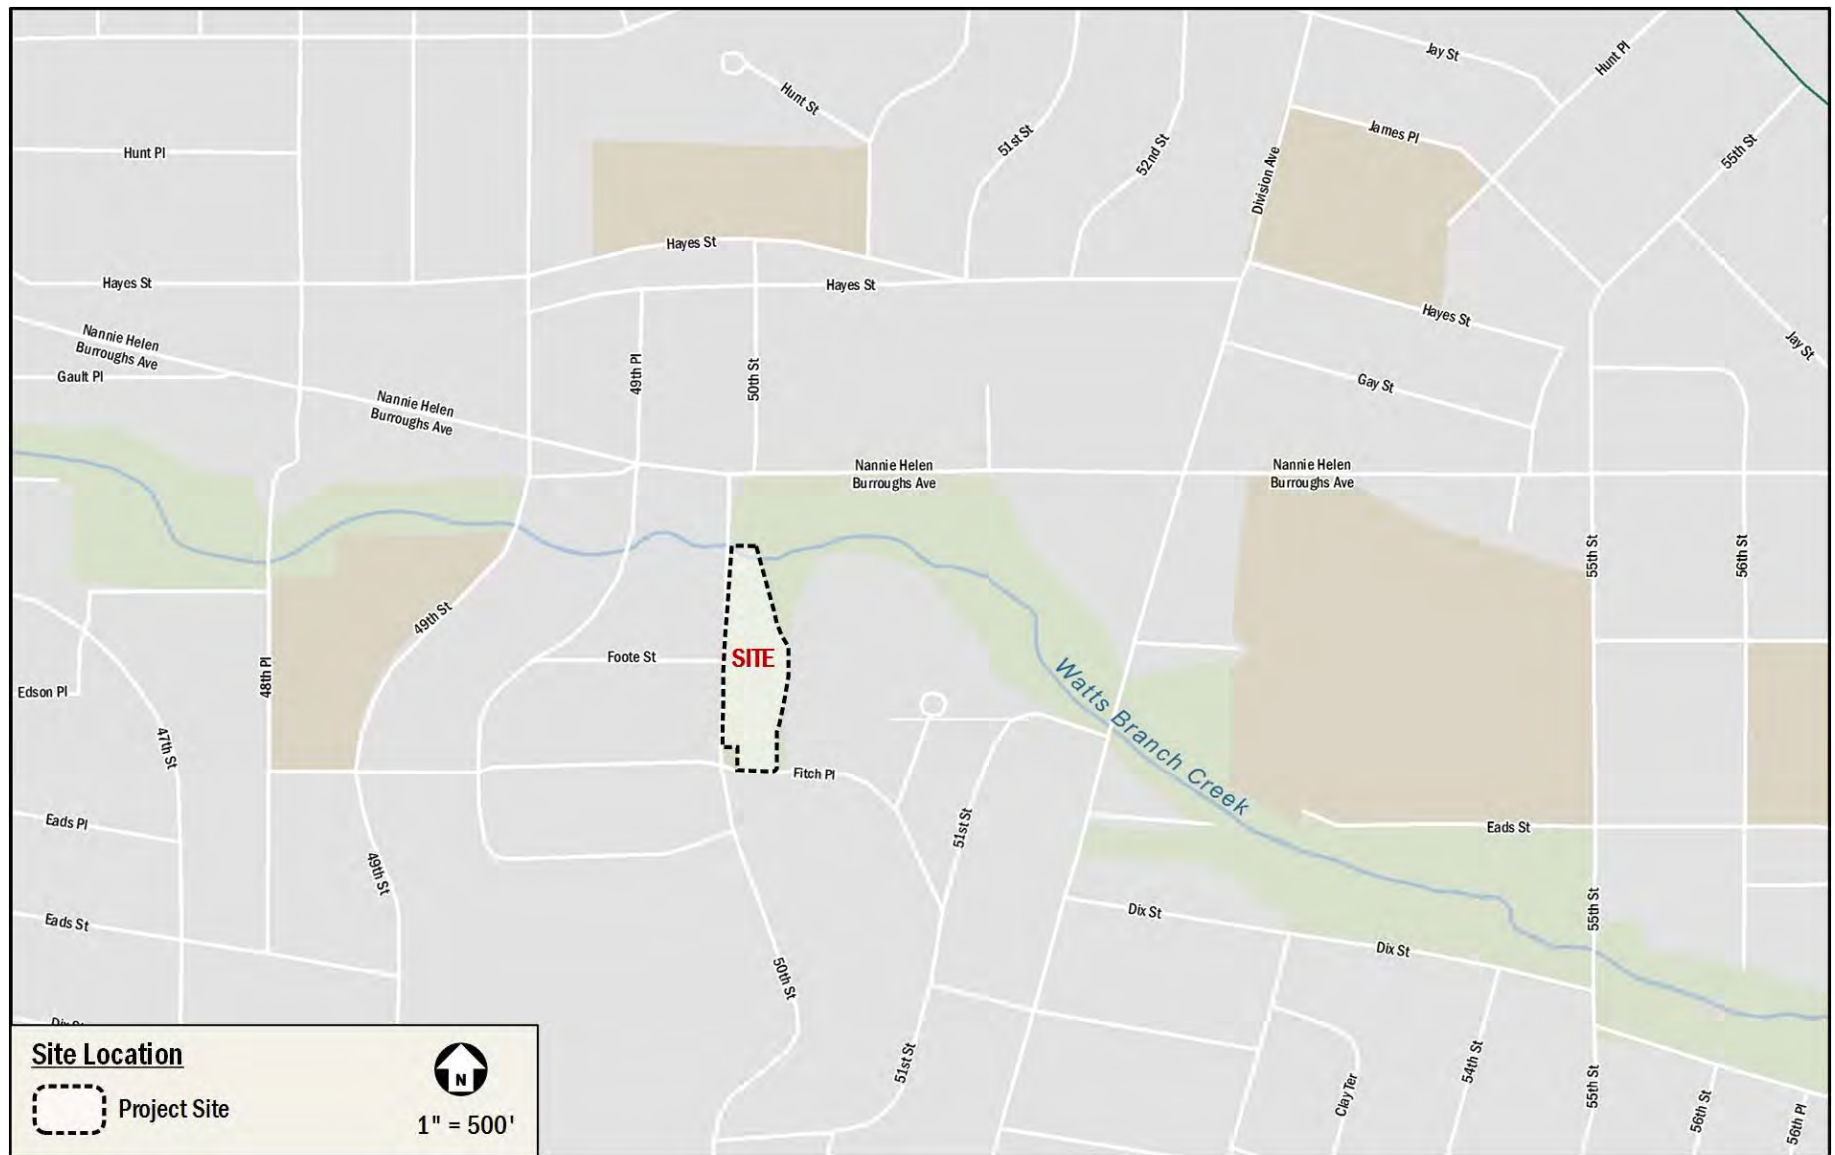 Jay St
Hunt Pl
Hunt St
James Pl
51st St
52nd St
55th St
Hunt Pl
Division Ave
Hayes St
Hayes St
Hayes St
Hayes St
Jay St
Nannie Helen
Burroughs Ave
Gault Pl
49th Pl
50th St
Gay St
Nannie Helen
Burroughs Ave
Nannie Helen
Burroughs Ave
Nannie Helen
Burroughs Ave
55th St
56th St
49th St
Foote St
SITE
48th Pl
Edson Pl
Watts Branch Creek
47th St
Fitch Pl
Eads Pl
51st St
Eads St
49th St
Eads St
Dix St
55th St
Dix St
50th St
51st St
54th St
Clay Ter
55th St
56th St
56th Pl
Site Location
N
Project Site
1" = 500'